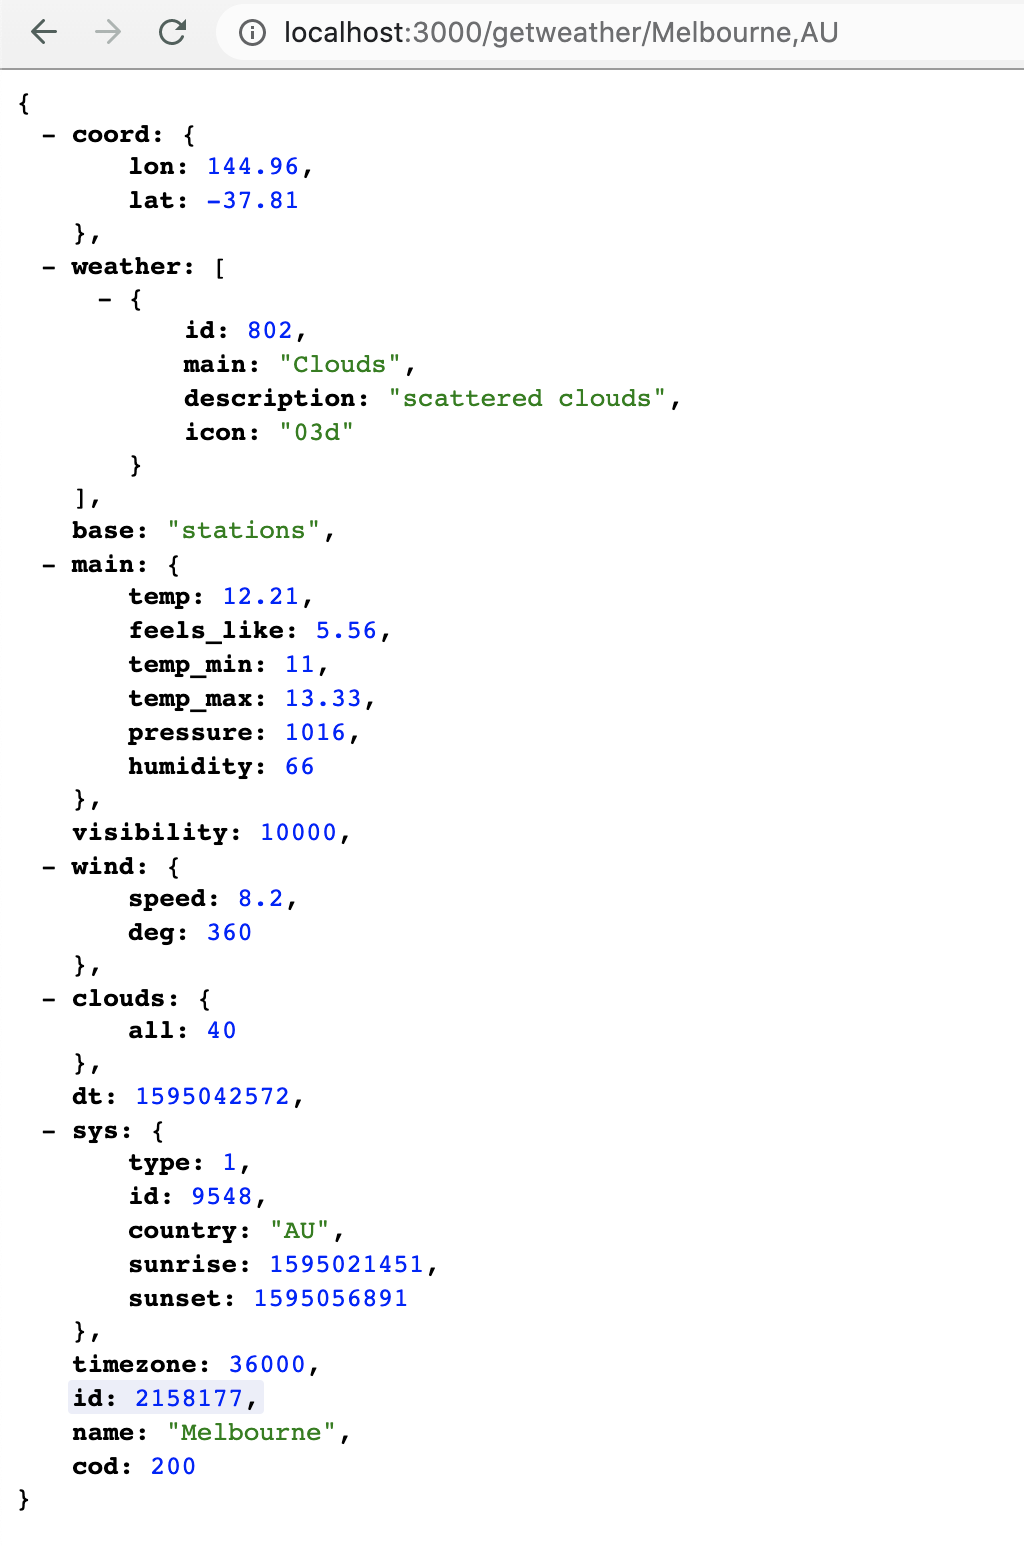 localhost:3000/getweather/Melbourne,AU
{
- coord: {
lon: 144.96,
lat: -37.81
},
- weather: [
- {
id: 802,
main: "Clouds",
description: "scattered clouds",
icon: "03d"
}
],
base: "stations",
- main: {
temp: 12.21,
feels_like: 5.56,
temp_min: 11,
temp_max: 13.33,
pressure: 1016,
humidity: 66
},
visibility: 10000,
- wind: {
speed: 8.2,
deg: 360
},
- clouds: {
all: 40
},
dt: 1595042572,
- sys: {
type: 1,
id: 9548,
country: "AU",
sunrise: 1595021451,
sunset: 1595056891
},
timezone: 36000,
id: 2158177,
name: "Melbourne",
cod: 200
}